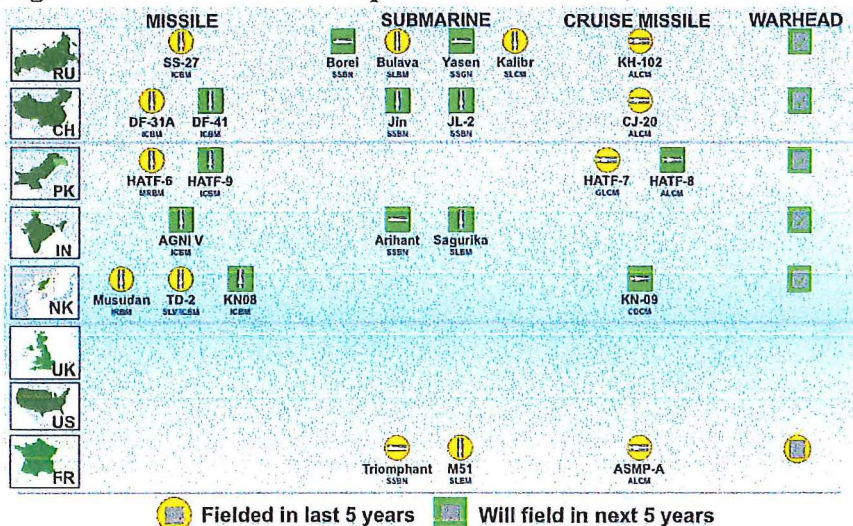 MISSILE SUBMARINE CRUISE MISSILE WARHEAD
RU
SS-27 Borei Bulava Yasen Kalibr KH-102
ICBM SSBN SLBM SSGN SLCM ALCM
CH
DF-31A DF-41 Jin JL-2 CJ-20
ICBM ICBM SSBN SSBN ALCM
PK
HATF-6 HATF-9 HATF-7 HATF-8
MRBM ICBM GLCM ALCM
IN
AGNI V Arihant Sagurika
ICBM SSBN SLBM
NK
Musudan TD-2 KN08 KN-09
IRBM SLV/ICBM ICBM CDCM
UK
US
FR
Triomphant M51 ASMP-A
SSBN SLBM ALCM
Fielded in last 5 years Will field in next 5 years